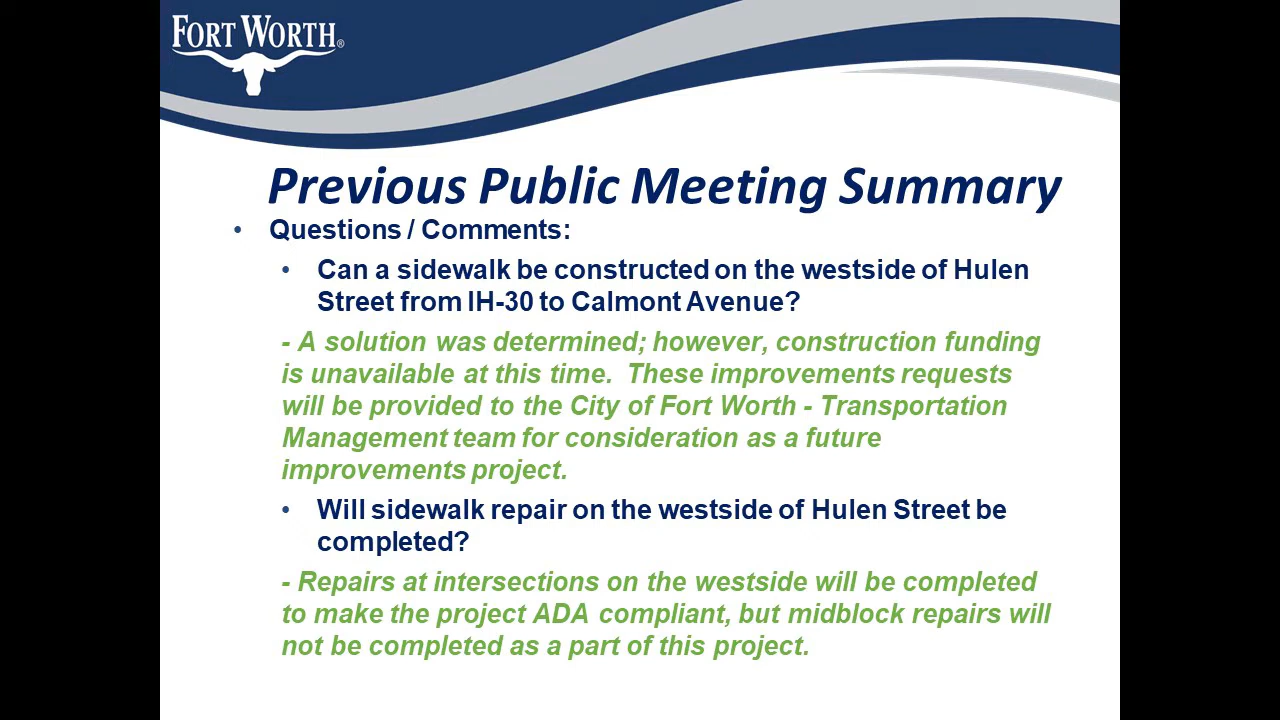 FORT WORTH®
Previous Public Meeting Summary
• Questions / Comments:
• Can a sidewalk be constructed on the westside of Hulen
Street from IH-30 to Calmont Avenue?
- A solution was determined; however, construction funding
is unavailable at this time.  These improvements requests
will be provided to the City of Fort Worth - Transportation
Management team for consideration as a future
improvements project.
• Will sidewalk repair on the westside of Hulen Street be
completed?
- Repairs at intersections on the westside will be completed
to make the project ADA compliant, but midblock repairs will
not be completed as a part of this project.